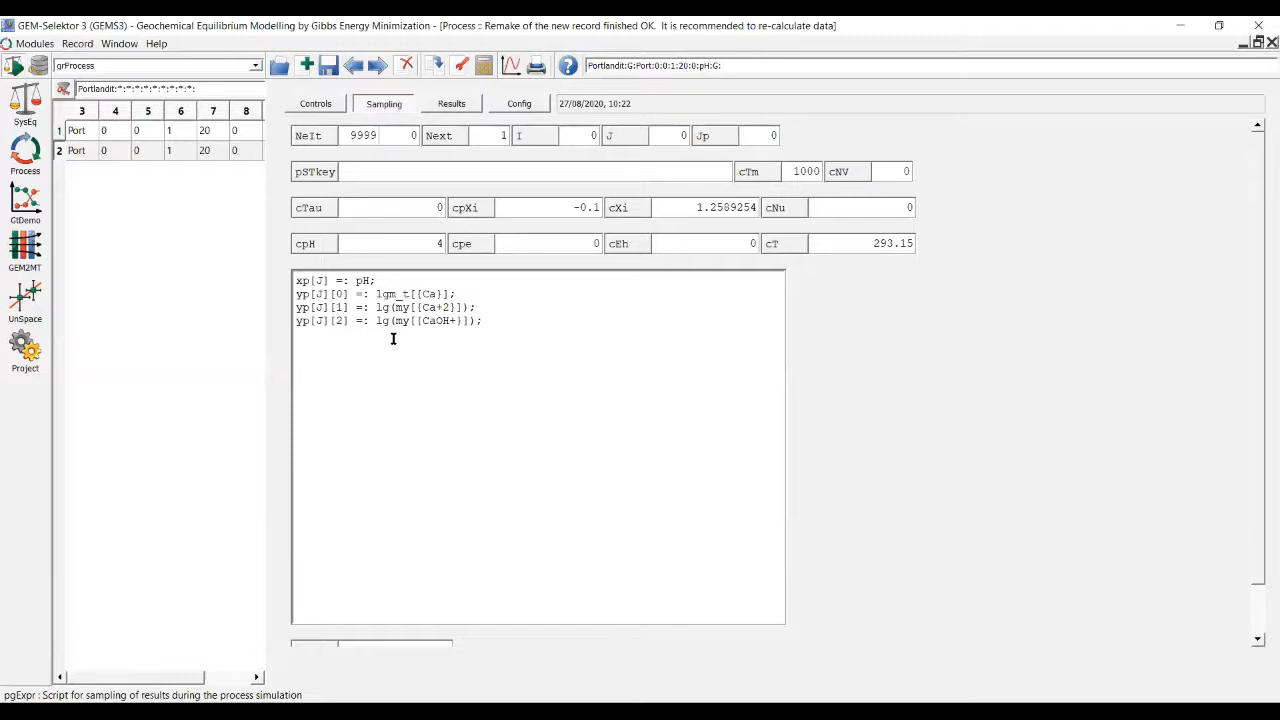 GEM-Selektor 3 (GEMS3) - Geochemical Equilibrium Modelling by Gibbs Energy Minimization - [Process :: Remake of the new record finished OK.  It is recommended to re-calculate data]
Modules Record Window Help
grProcess Portlandit:G:Port:0:0:1:20:0:pH:G:
Portlandit:*:*:*:*:*:*:*:*:
Controls Sampling Results Config 27/08/2020, 10:22
3 4 5 6 7 8
1 Port 0 0 1 20 0
2 Port 0 0 1 20 0
SysEq
Process
GtDemo
GEM2MT
UnSpace
Project
NeIt 9999 0 Next 1 I 0 J 0 Jp 0
pSTkey cTm 1000 cNV 0
cTau 0 cpXi -0.1 cXi 1.2589254 cNu 0
cpH 4 cpe 0 cEh 0 cT 293.15
xp[J] =: pH;
yp[J][0] =: lgm_t[{Ca}];
yp[J][1] =: lg(my[{Ca+2}]);
yp[J][2] =: lg(my[{CaOH+}]);
pgExpr : Script for sampling of results during the process simulation